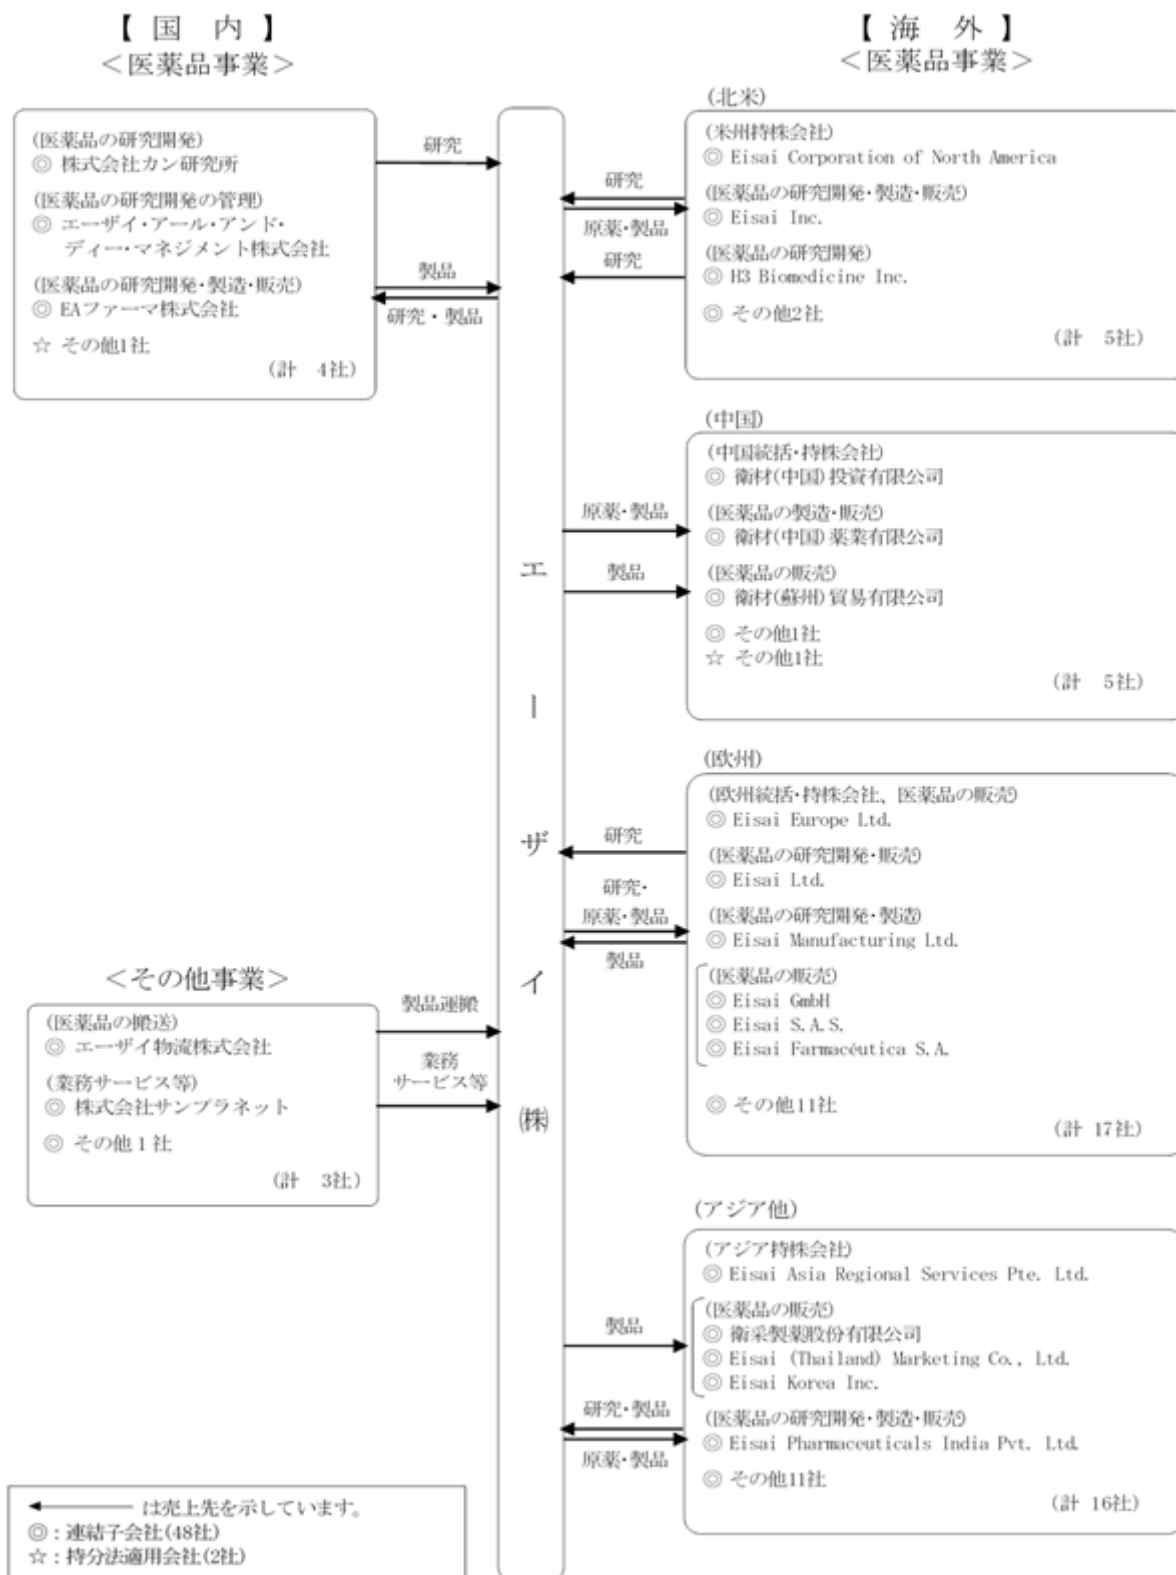 【 国 内 】
＜医薬品事業＞
(医薬品の研究開発)
◎ 株式会社カン研究所
(医薬品の研究開発の管理)
◎ エーザイ・アール・アンド・
ディー・マネジメント株式会社
(医薬品の研究開発・製造・販売)
◎ EAファーマ株式会社
☆ その他1社
(計 4社)
研究
製品
研究・製品
＜その他事業＞
(医薬品の搬送)
◎ エーザイ物流株式会社
(業務サービス等)
◎ 株式会社サンプラネット
◎ その他１社
(計 3社)
製品運搬
業務
サービス等
エーザイ㈱
【 海 外 】
＜医薬品事業＞
(北米)
(米州持株会社)
◎ Eisai Corporation of North America
(医薬品の研究開発・製造・販売)
◎ Eisai Inc.
(医薬品の研究開発)
◎ H3 Biomedicine Inc.
◎ その他2社
(計 5社)
研究
原薬・製品
研究
(中国)
(中国統括・持株会社)
◎ 衛材(中国)投資有限公司
(医薬品の製造・販売)
◎ 衛材(中国)薬業有限公司
(医薬品の販売)
◎ 衛材(蘇州)貿易有限公司
◎ その他1社
☆ その他1社
(計 5社)
原薬・製品
製品
(欧州)
(欧州統括・持株会社、医薬品の販売)
◎ Eisai Europe Ltd.
(医薬品の研究開発・販売)
◎ Eisai Ltd.
(医薬品の研究開発・製造)
◎ Eisai Manufacturing Ltd.
(医薬品の販売)
◎ Eisai GmbH
◎ Eisai S.A.S.
◎ Eisai Farmacêutica S.A.
◎ その他11社
(計 17社)
研究
研究・
原薬・製品
製品
(アジア他)
(アジア持株会社)
◎ Eisai Asia Regional Services Pte. Ltd.
(医薬品の販売)
◎ 衛采製薬股份有限公司
◎ Eisai (Thailand) Marketing Co., Ltd.
◎ Eisai Korea Inc.
(医薬品の研究開発・製造・販売)
◎ Eisai Pharmaceuticals India Pvt. Ltd.
◎ その他11社
(計 16社)
製品
研究・製品
原薬・製品
は売上先を示しています。
◎：連結子会社(48社)
☆：持分法適用会社(2社)